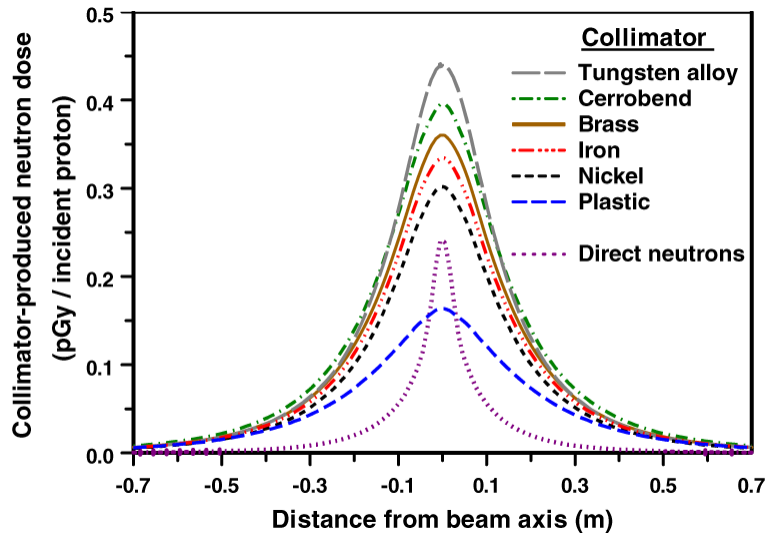 Collimator-produced neutron dose
(pGy / incident proton)
0.5
0.4
0.3
0.2
0.1
0.0
Collimator
Tungsten alloy
Cerrobend
Brass
Iron
Nickel
Plastic
Direct neutrons
-0.7 -0.5 -0.3 -0.1 0.1 0.3 0.5 0.7
Distance from beam axis (m)